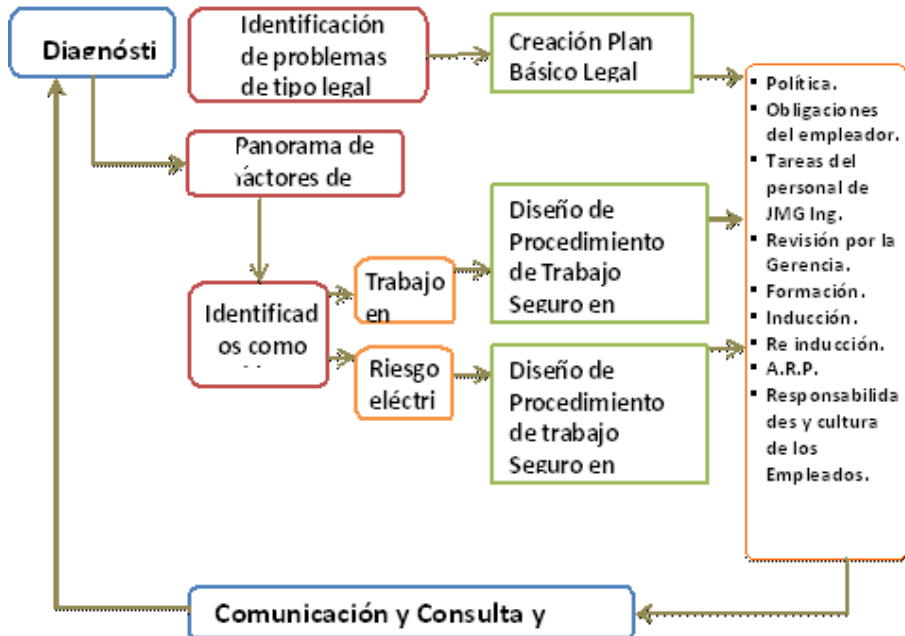 Diagnósti
Identificación
de problemas
de tipo legal
Creación Plan
Básico Legal
Panorama de
factores de
Identificad
os como
Trabajo
en
Riesgo
eléctri
Diseño de
Procedimiento
de Trabajo
Seguro en
Diseño de
Procedimiento
de trabajo
Seguro en
▪ Política.
▪ Obligaciones
del empleador.
▪ Tareas del
personal de
JMG Ing.
▪ Revisión por la
Gerencia.
▪ Formación.
▪ Inducción.
▪ Re inducción.
▪ A.R.P.
▪ Responsabilida
des y cultura
de los
Empleados.
Comunicación y Consulta y